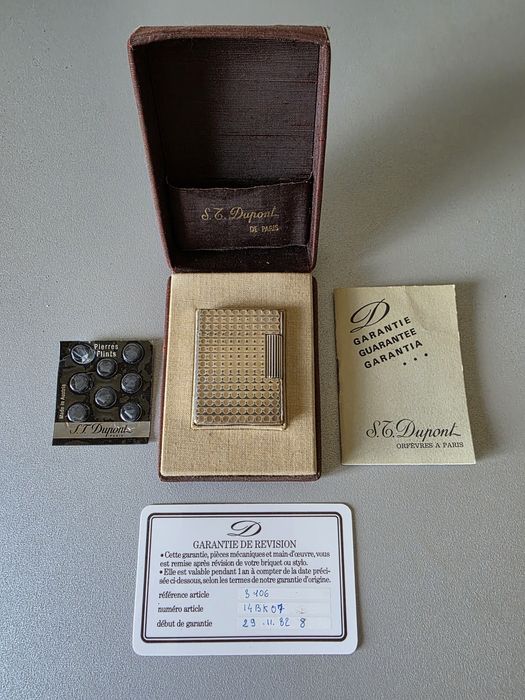 S.T. Dupont
DE PARIS
Pierres
Flints
Made in Austria
S.T. Dupont
PARIS
D
GARANTIE
GUARANTEE
GARANTIA
...
S.T. Dupont
ORFÈVRES A PARIS
D
GARANTIE DE REVISION
• Cette garantie, pièces mécaniques et main-d'œuvre, vous
est remise après révision de votre briquet ou stylo.
• Elle est valable pendant 1 an à compter de la date préci-
sée ci-dessous, selon les termes de notre garantie d'origine.
référence article
numéro article 14BK07
début de garantie